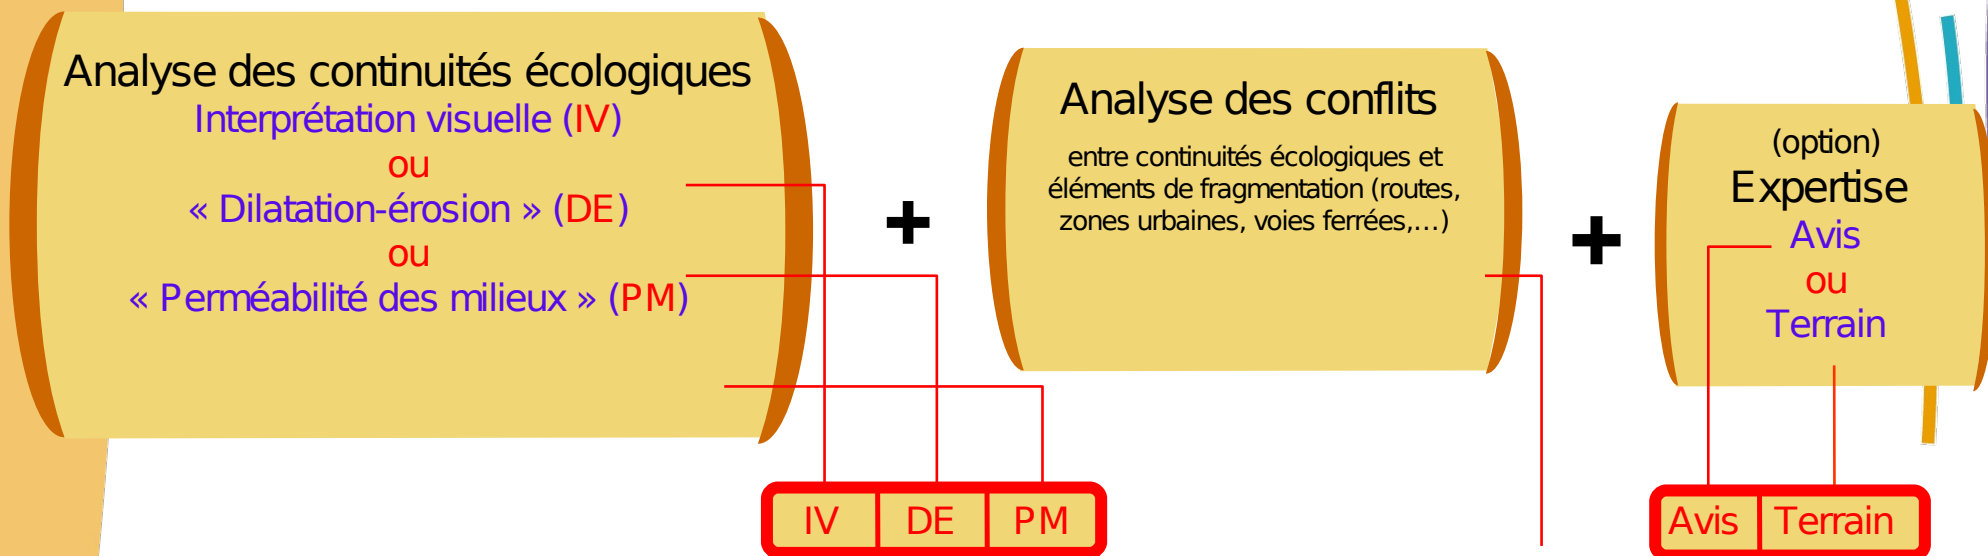 Analyse des continuités écologiques
Interprétation visuelle (IV)
ou
« Dilatation-érosion » (DE)
ou
« Perméabilité des milieux » (PM)
+
Analyse des conflits
entre continuités écologiques et
éléments de fragmentation (routes,
zones urbaines, voies ferrées,...)
+
(option)
Expertise
Avis
ou
Terrain
IV DE PM
Avis Terrain